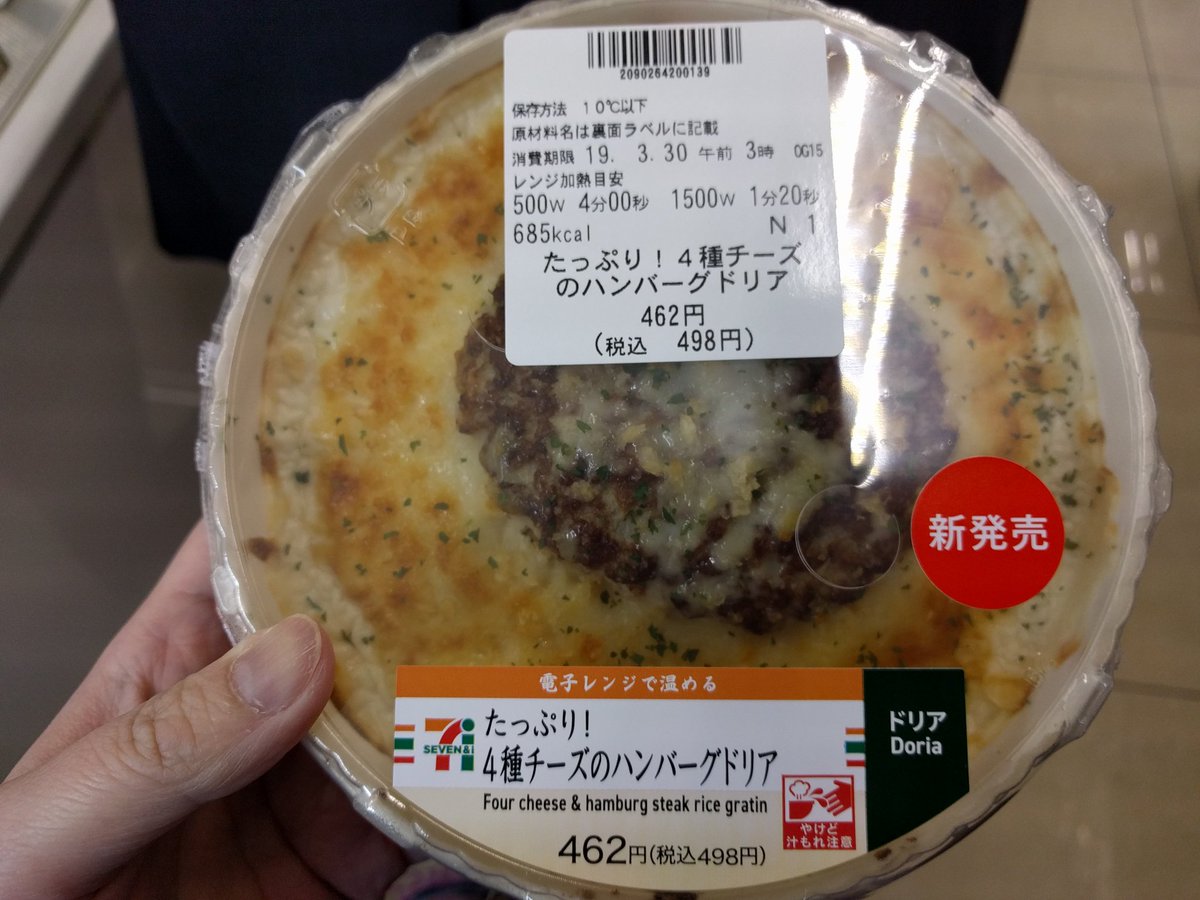 2090264200139
保存方法 10℃以下
原材料名は裏面ラベルに記載
消費期限 19. 3.30 午前 3時 OG15
レンジ加熱目安
500W 4分00秒 1500W 1分20秒
685kcal N 1
たっぷり!4種チーズ
のハンバーグドリア
462円
(税込 498円)
新発売
電子レンジで温める
SEVEN&i
たっぷり!
4種チーズのハンバーグドリア
Four cheese & hamburg steak rice gratin
462円(税込498円)
ドリア
Doria
やけど
汁もれ注意